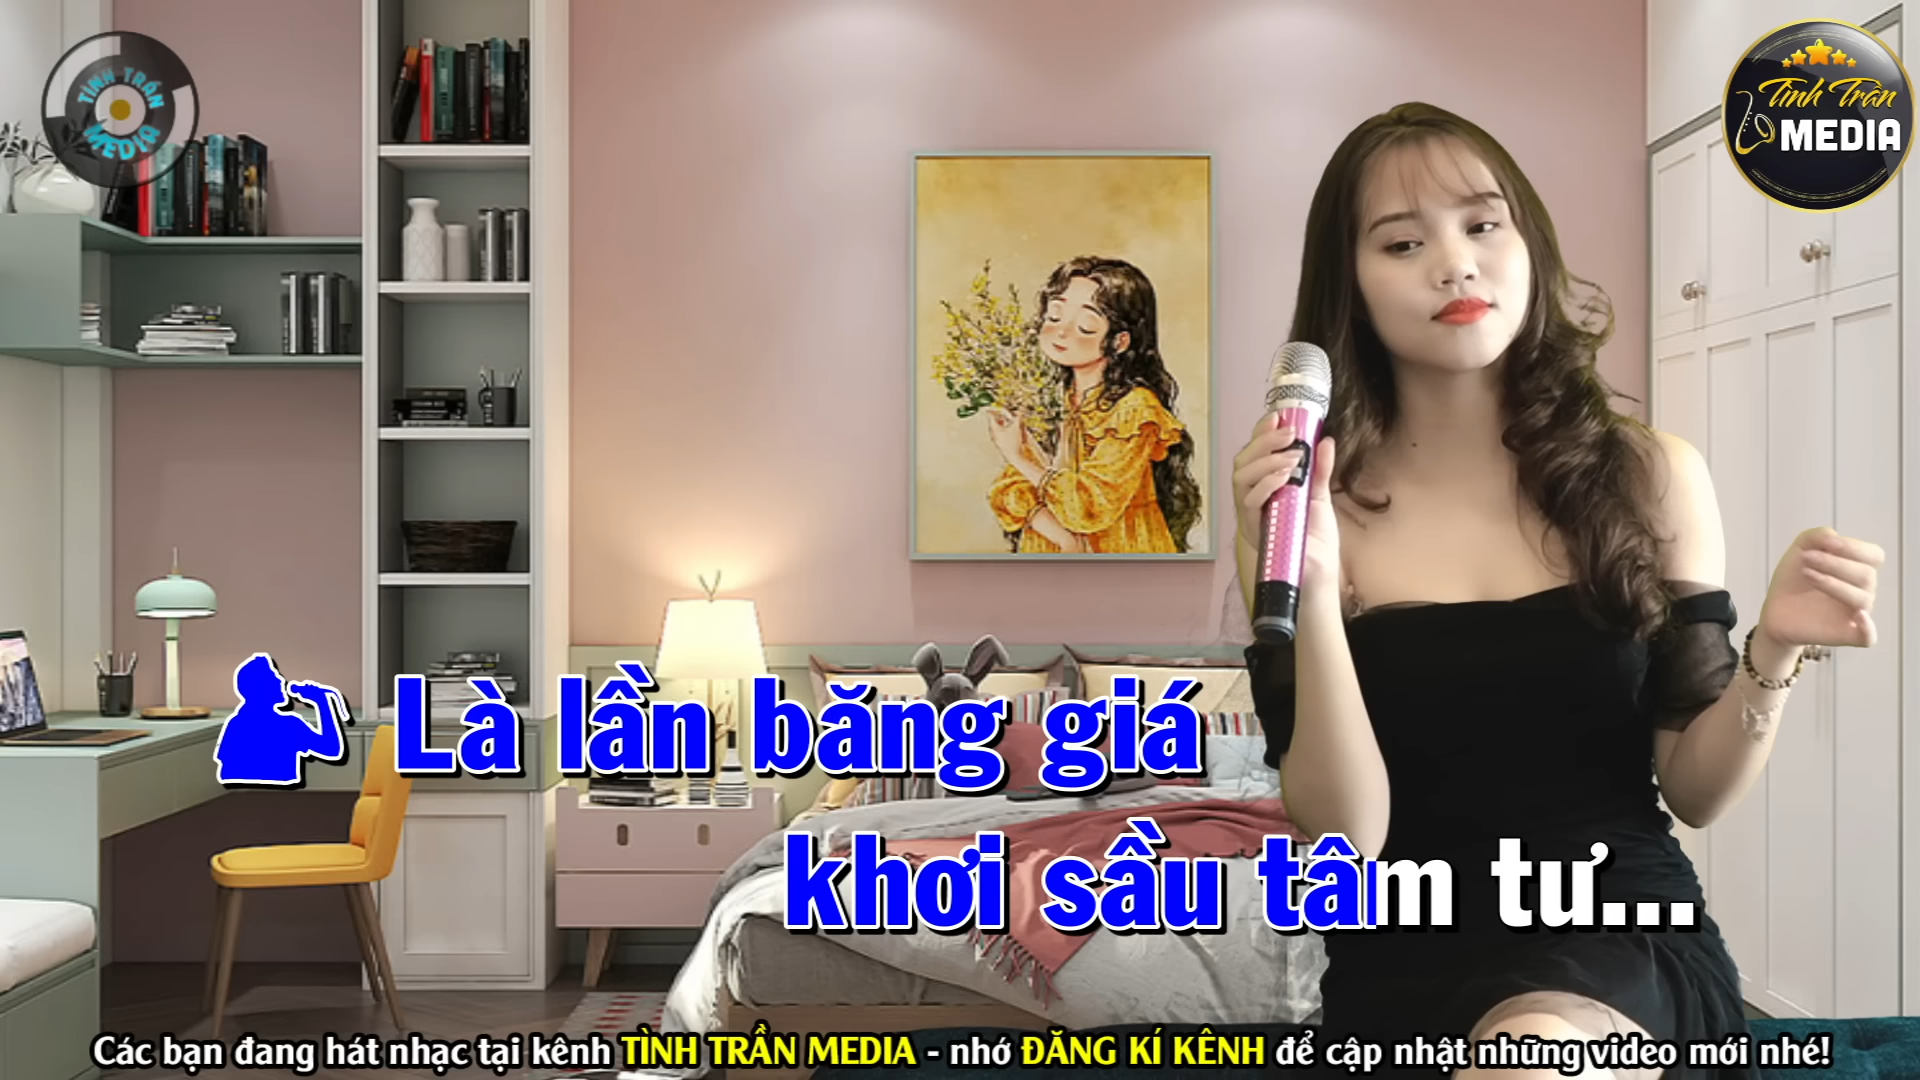 TÌNH TRẦN
MEDIA
Tình Trần
MEDIA
Là lần băng giá
khơi sầu tâm tư...
Các bạn đang hát nhạc tại kênh TÌNH TRẦN MEDIA - nhớ ĐĂNG KÍ KÊNH để cập nhật những video mới nhé!